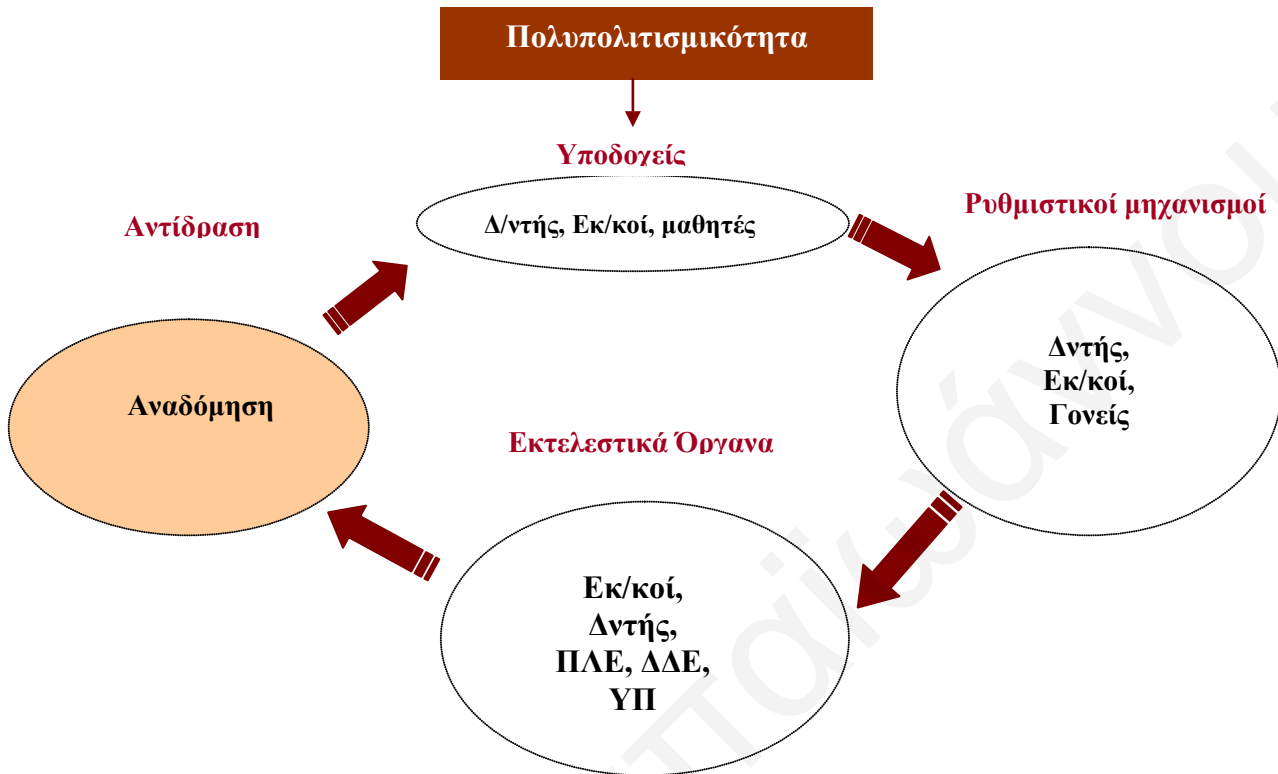 Πολυπολιτισμικότητα
Υποδοχείς
Δ/ντής, Εκ/κοί, μαθητές
Ρυθμιστικοί μηχανισμοί
Αντίδραση
Δντής,
Εκ/κοί,
Γονείς
Αναδόμηση
Εκτελεστικά Όργανα
Εκ/κοί,
Δντής,
ΠΛΕ, ΔΔΕ,
ΥΠ